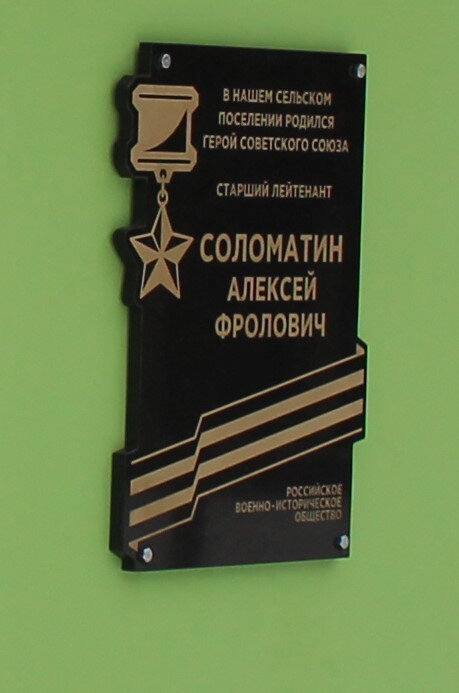 В НАШЕМ СЕЛЬСКОМ
ПОСЕЛЕНИИ РОДИЛСЯ
ГЕРОЙ СОВЕТСКОГО СОЮЗА
СТАРШИЙ ЛЕЙТЕНАНТ
СОЛОМАТИН
АЛЕКСЕЙ
ФРОЛОВИЧ
РОССИЙСКОЕ
ВОЕННО-ИСТОРИЧЕСКОЕ
ОБЩЕСТВО